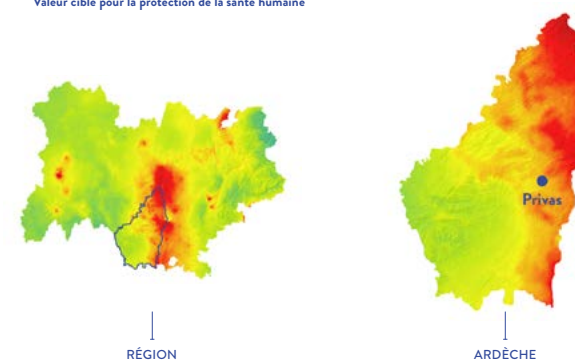 Valeur cible pour la protection de la santé humaine
Privas
RÉGION
ARDÈCHE